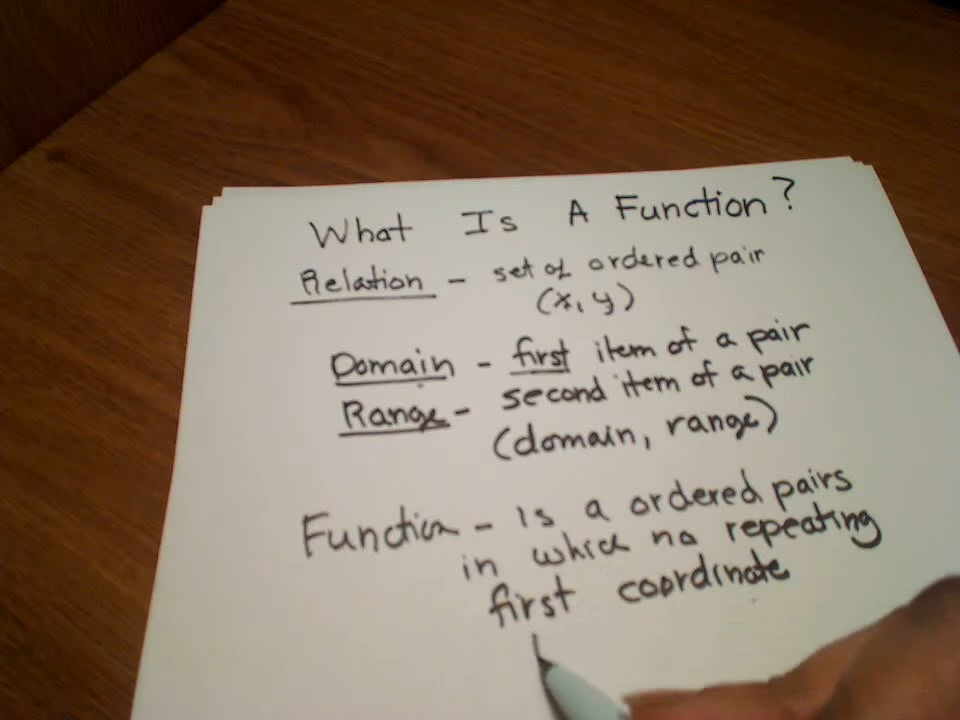 What Is A Function?
Relation - set of ordered pair
(x, y)
Domain - first item of a pair
Range - second item of a pair
(domain, range)
Function - is a ordered pairs
in which no repeating
first coordinate